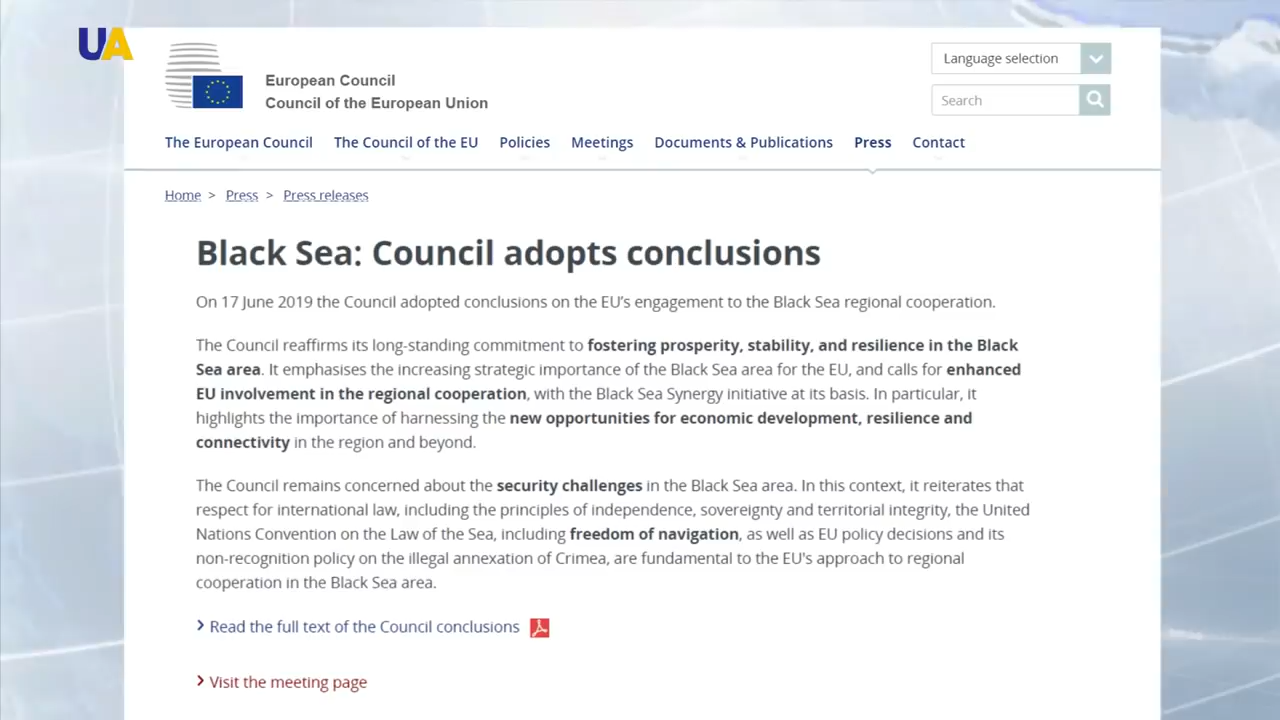 UA
European Council
Council of the European Union
Language selection
Search
The European Council The Council of the EU Policies Meetings Documents & Publications Press Contact
Home > Press > Press releases
Black Sea: Council adopts conclusions
On 17 June 2019 the Council adopted conclusions on the EU's engagement to the Black Sea regional cooperation.
The Council reaffirms its long-standing commitment to fostering prosperity, stability, and resilience in the Black
Sea area. It emphasises the increasing strategic importance of the Black Sea area for the EU, and calls for enhanced
EU involvement in the regional cooperation, with the Black Sea Synergy initiative at its basis. In particular, it
highlights the importance of harnessing the new opportunities for economic development, resilience and
connectivity in the region and beyond.
The Council remains concerned about the security challenges in the Black Sea area. In this context, it reiterates that
respect for international law, including the principles of independence, sovereignty and territorial integrity, the United
Nations Convention on the Law of the Sea, including freedom of navigation, as well as EU policy decisions and its
non-recognition policy on the illegal annexation of Crimea, are fundamental to the EU's approach to regional
cooperation in the Black Sea area.
> Read the full text of the Council conclusions
> Visit the meeting page